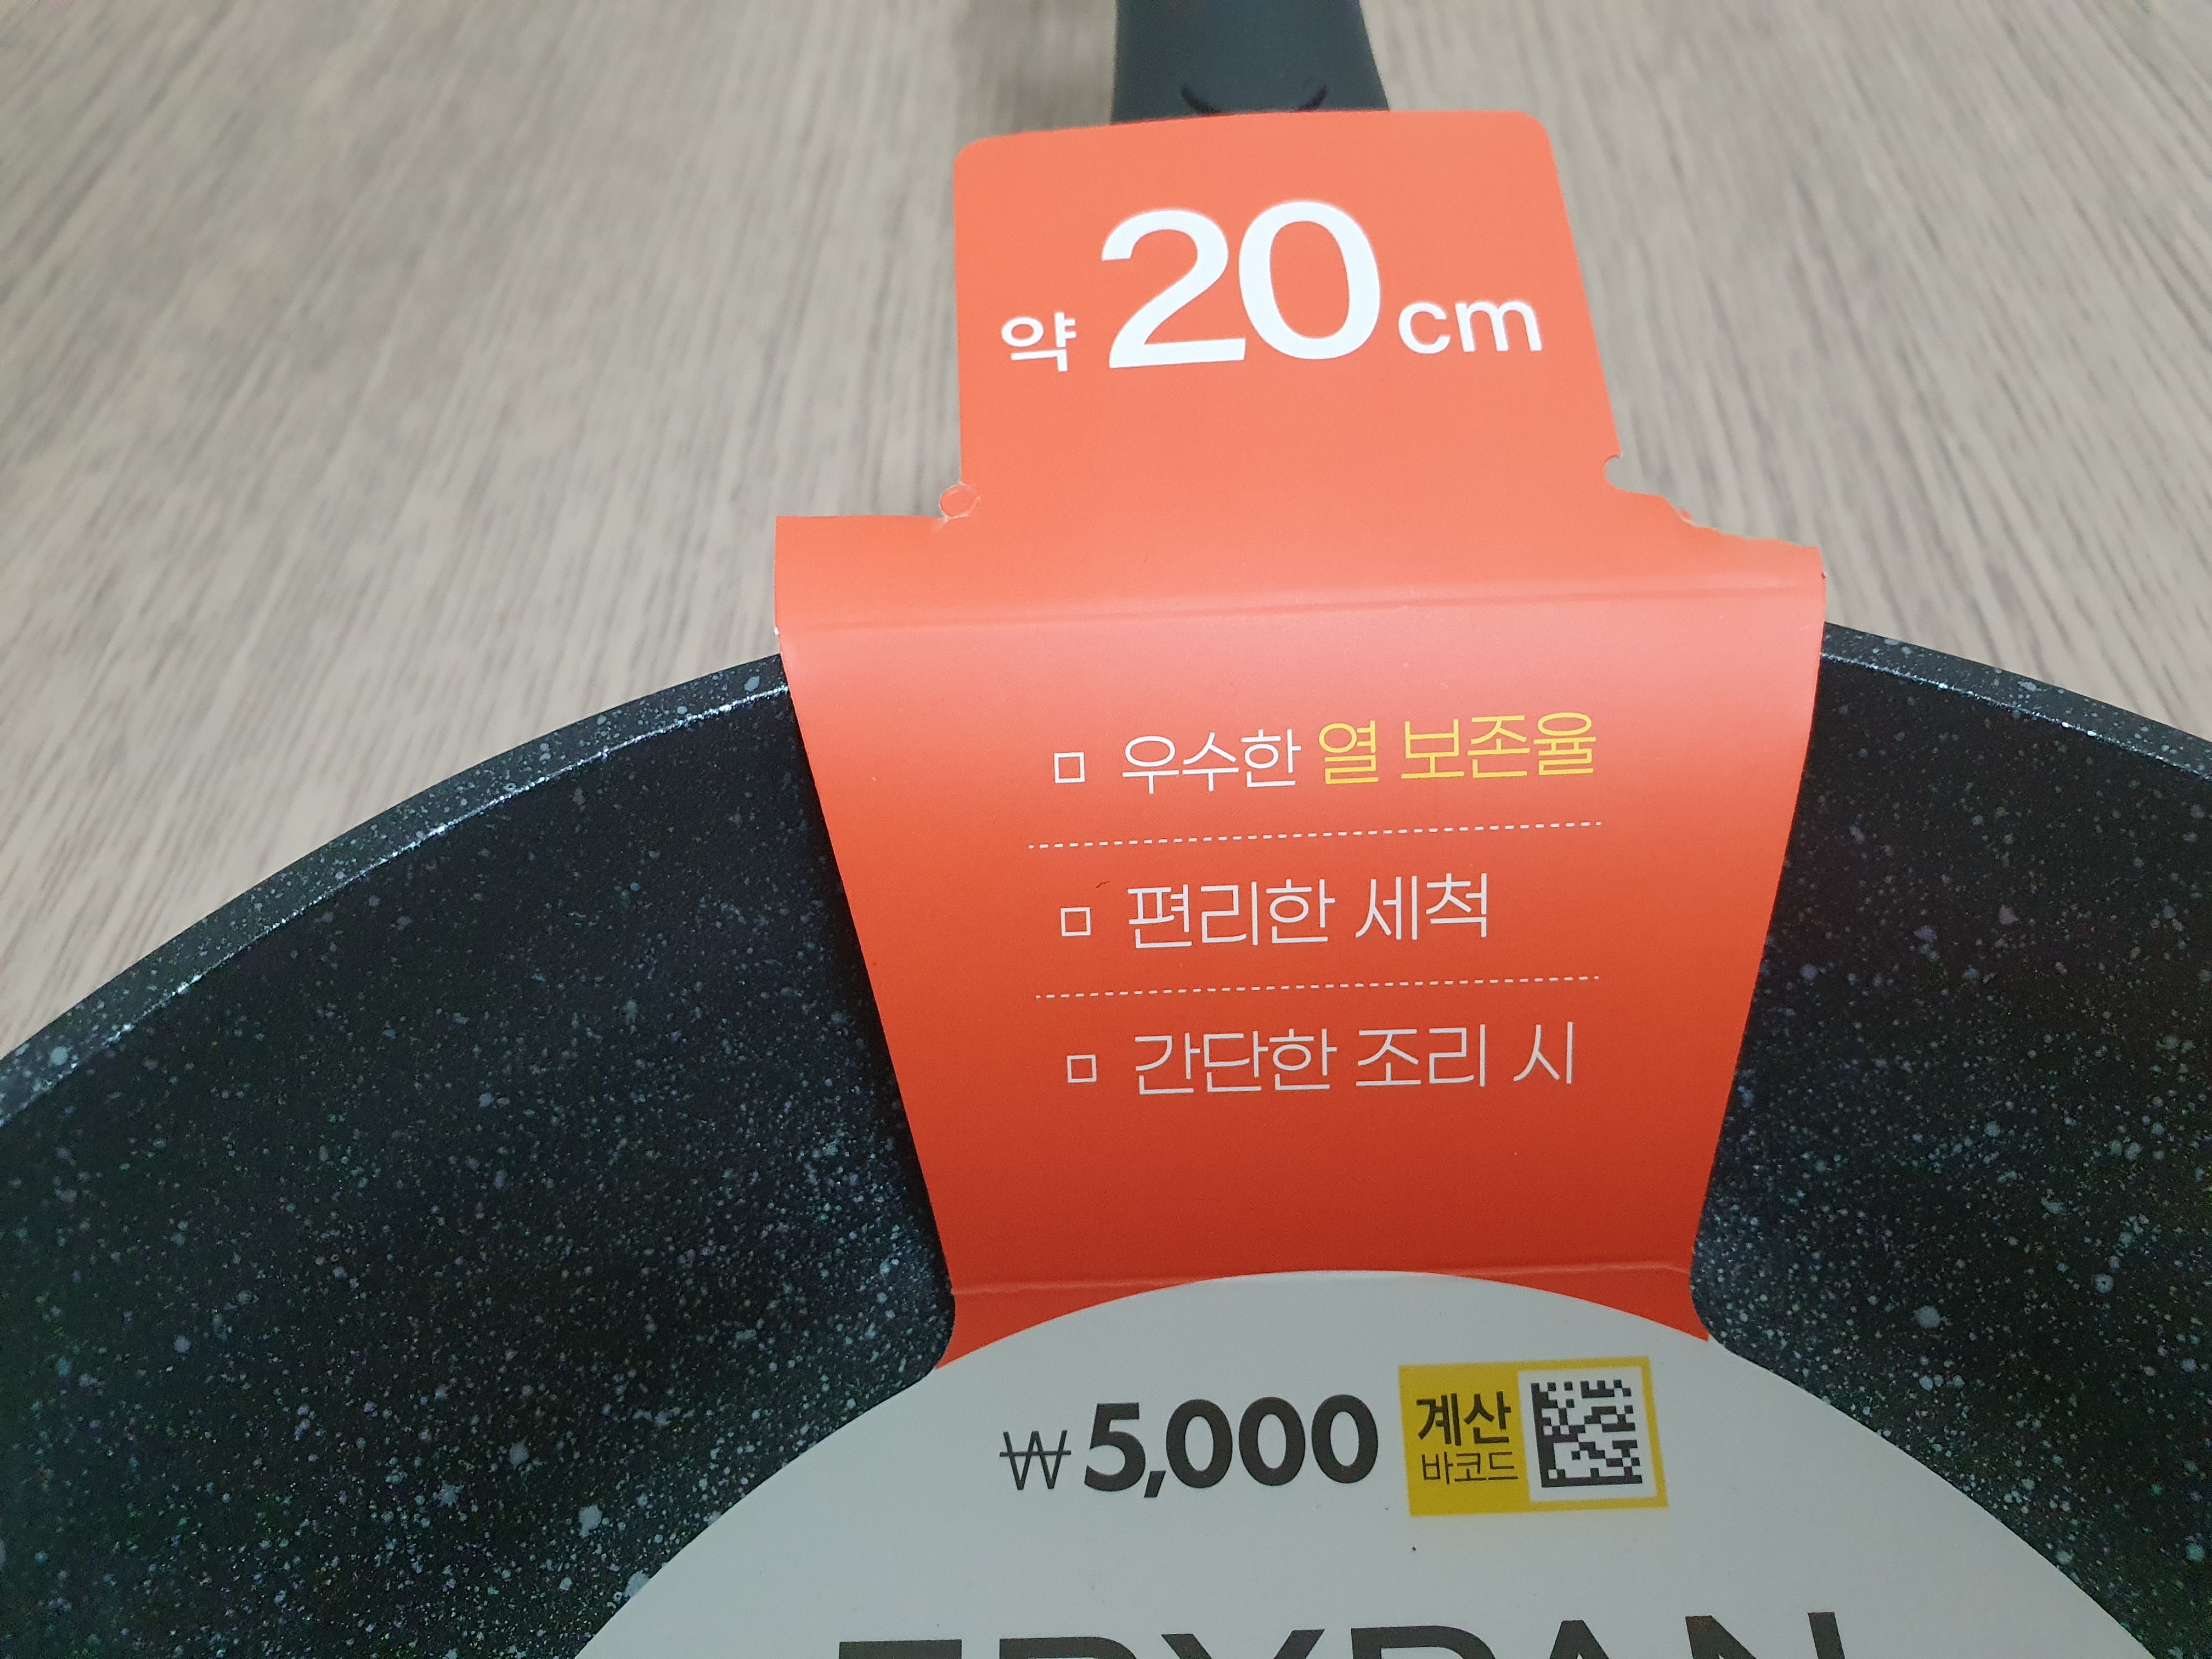 약 20 cm
□ 우수한 열 보존율
□ 편리한 세척
□ 간단한 조리 시
₩5,000 계산 바코드
FRYPAN